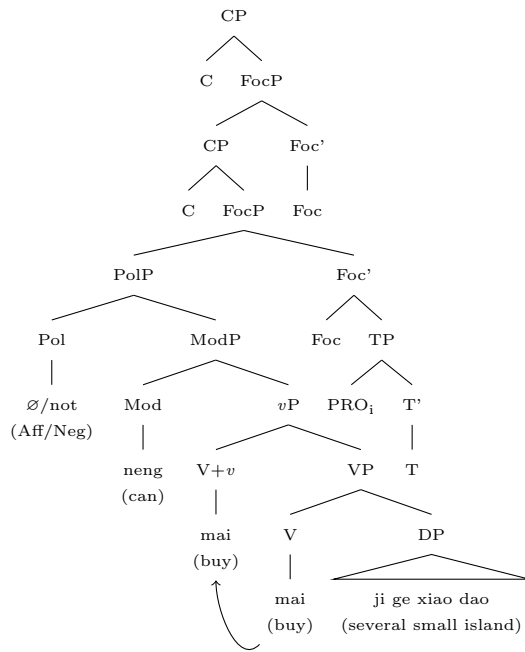 CP
C FocP
CP Foc'
C FocP Foc
PolP Foc'
Pol ModP Foc TP
∅/not Mod vP PROi T'
(Aff/Neg)
neng V+v VP T
(can)
mai V DP
(buy)
mai ji ge xiao dao
(buy) (several small island)